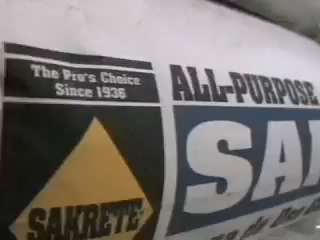 The Pro's Choice
Since 1936
SAKRETE
ALL-PURPOSE
SA